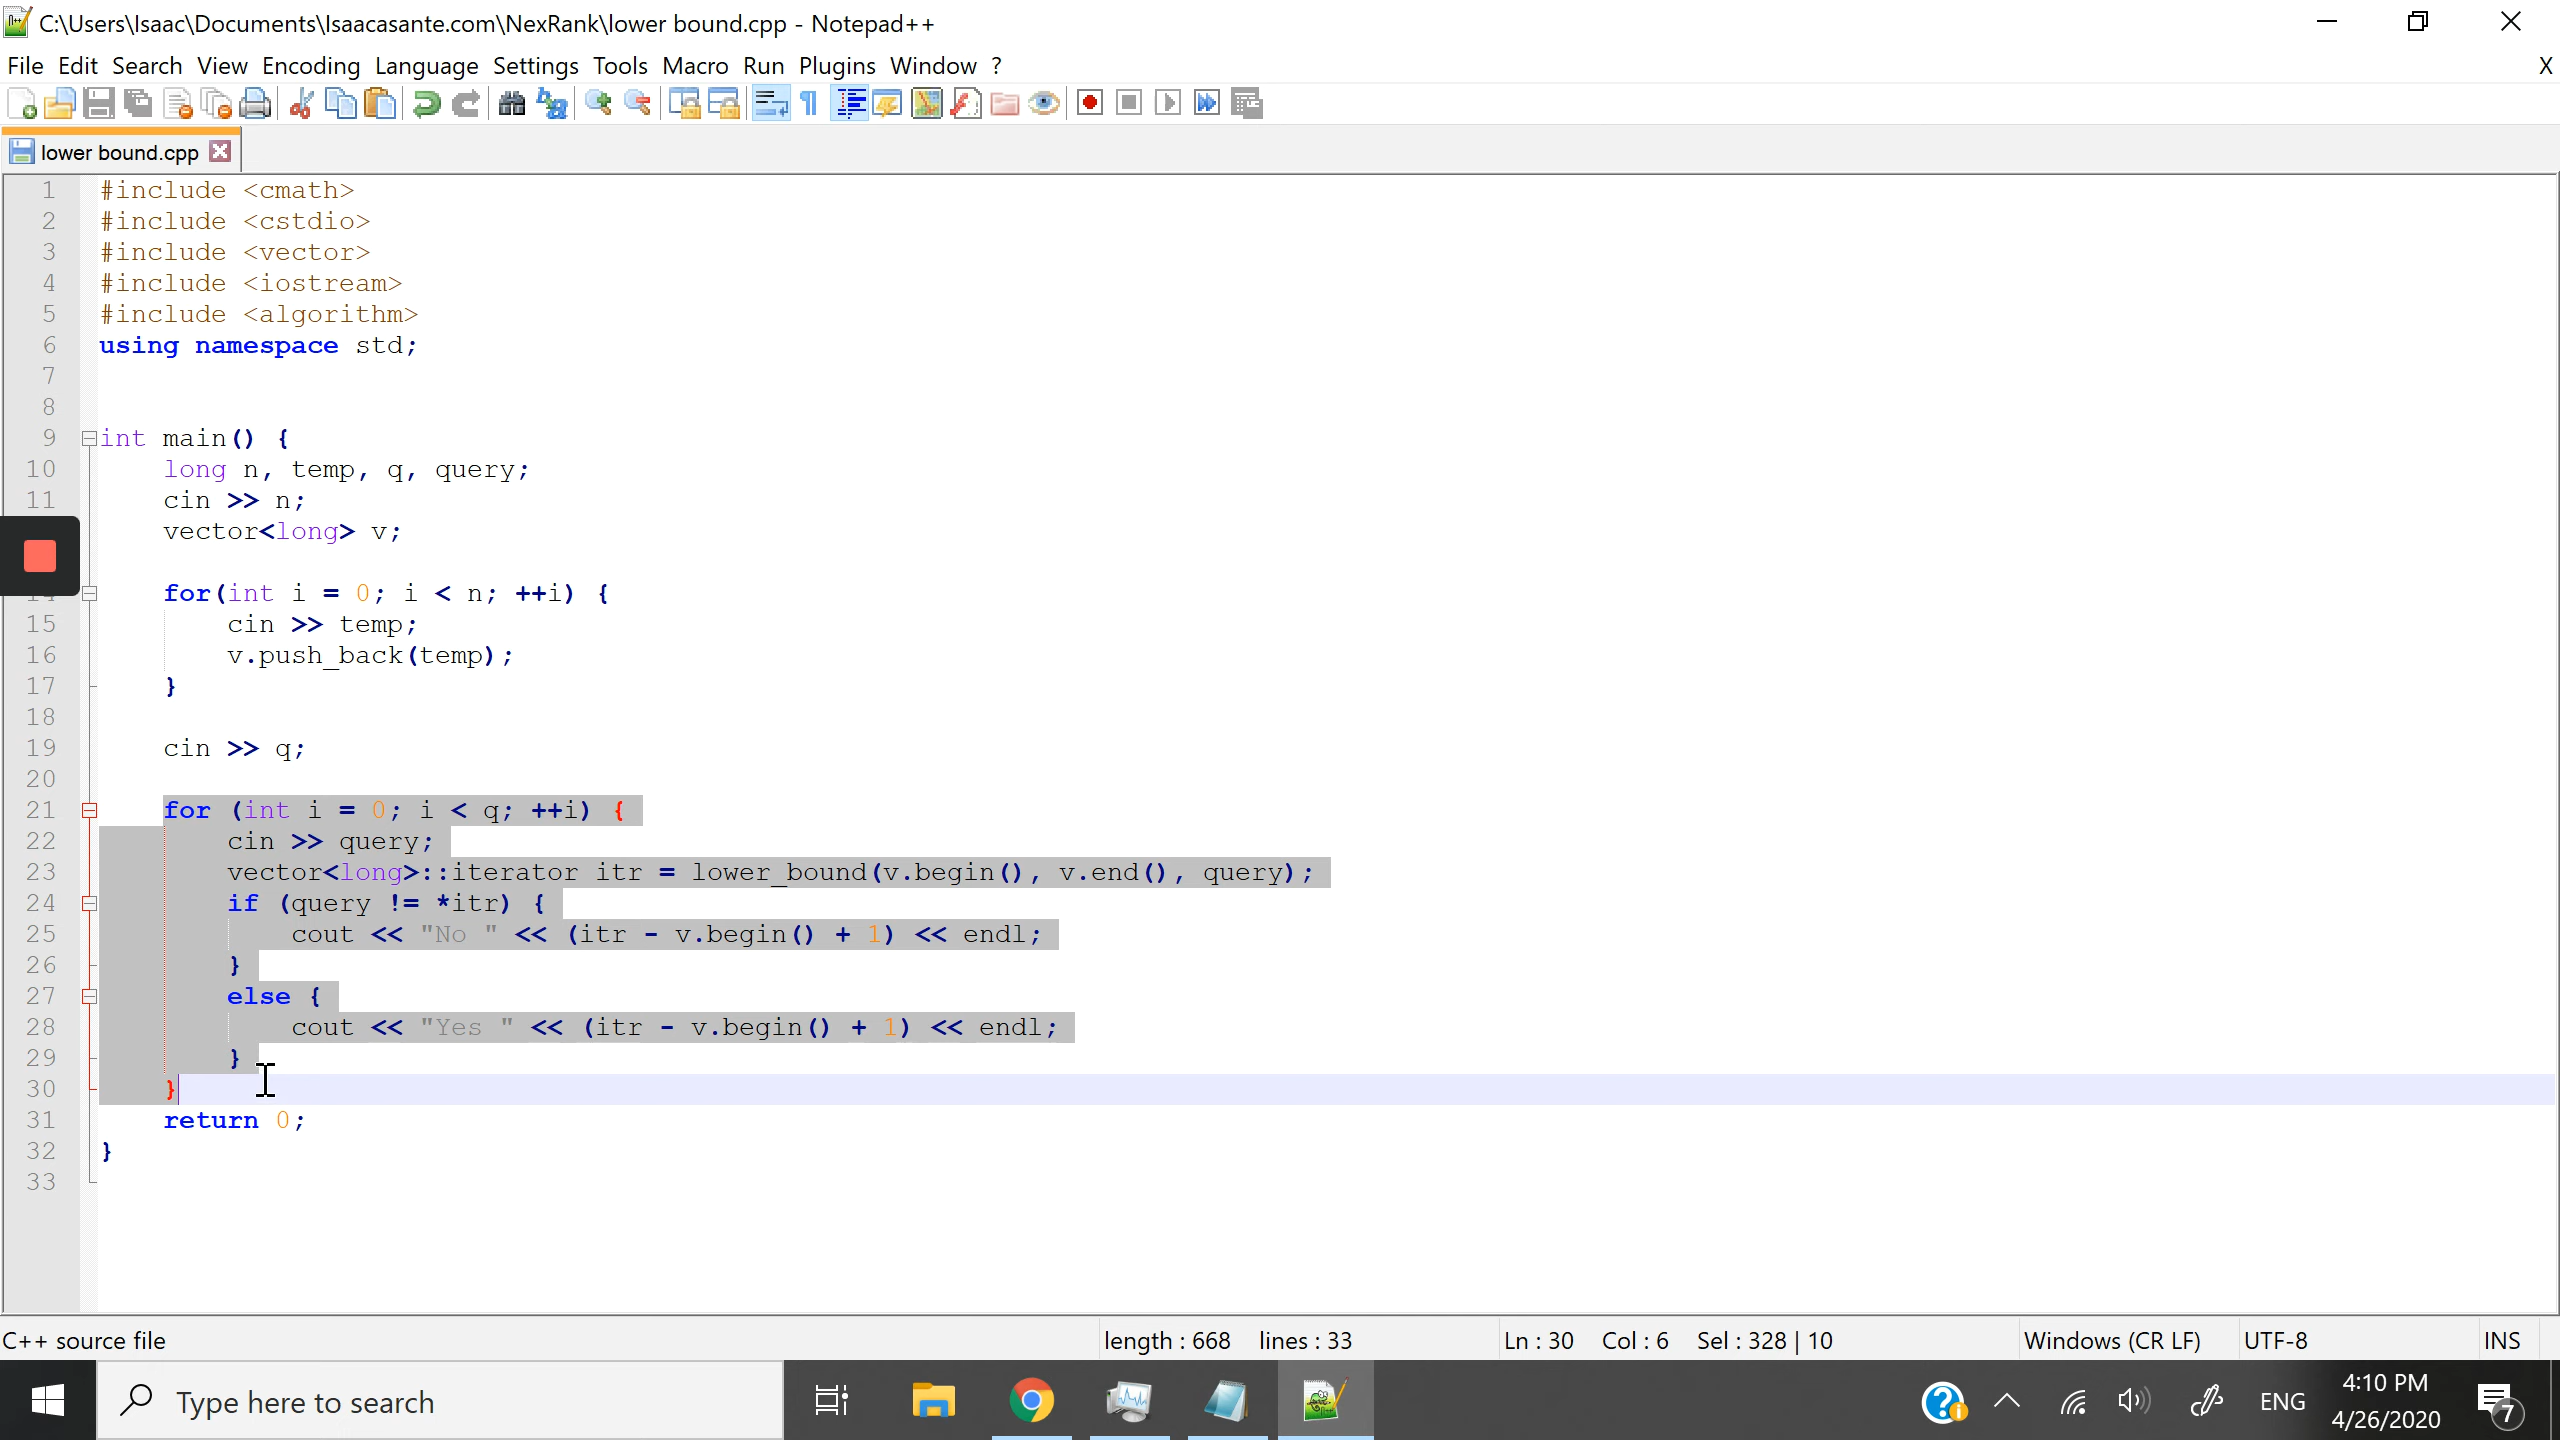 C:\Users\Isaac\Documents\Isaacasante.com\NexRank\lower bound.cpp - Notepad++
File Edit Search View Encoding Language Settings Tools Macro Run Plugins Window ? X
lower bound.cpp
1 #include <cmath>
2 #include <cstdio>
3 #include <vector>
4 #include <iostream>
5 #include <algorithm>
6 using namespace std;
7
8
9 int main() {
10     long n, temp, q, query;
11     cin >> n;
    vector<long> v;

    for(int i = 0; i < n; ++i) {
15         cin >> temp;
16         v.push_back(temp);
17     }
18
19     cin >> q;
20
21     for (int i = 0; i < q; ++i) {
22         cin >> query;
23         vector<long>::iterator itr = lower_bound(v.begin(), v.end(), query);
24         if (query != *itr) {
25             cout << "No " << (itr - v.begin() + 1) << endl;
26         }
27         else {
28             cout << "Yes " << (itr - v.begin() + 1) << endl;
29         }
30     }
31     return 0;
32 }
33
C++ source file length : 668 lines : 33 Ln : 30 Col : 6 Sel : 328 | 10 Windows (CR LF) UTF-8 INS
Type here to search ENG 4:10 PM 7
4/26/2020